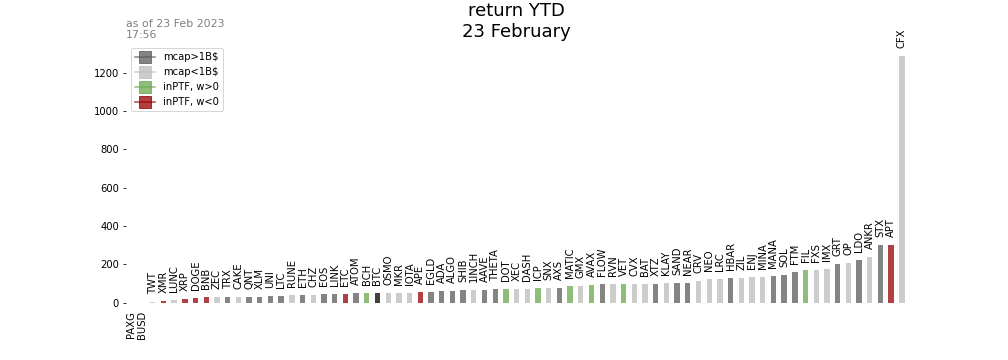 return YTD
23 February
as of 23 Feb 2023
17:56
mcap>1B$
mcap<1B$
inPTF, w>0
inPTF, w<0
1200
1000
800
600
400
200
0
PAXG
BUSD
TWT
XMR
LUNC
XRP
DOGE
BNB
ZEC
TRX
CAKE
QNT
XLM
UNI
LTC
RUNE
ETH
CHZ
EOS
LINK
ETC
ATOM
BCH
BTC
OSMO
MKR
IOTA
APE
EGLD
ADA
ALGO
SHIB
1INCH
AAVE
THETA
DOT
XEC
DASH
ICP
SNX
AXS
MATIC
GMX
AVAX
FLOW
RVN
VET
CVX
BAT
XTZ
KLAY
SAND
NEAR
CRV
NEO
LRC
HBAR
ZIL
ENJ
MINA
MANA
SOL
FTM
FIL
FXS
IMX
GRT
OP
LDO
ANKR
STX
APT
CFX